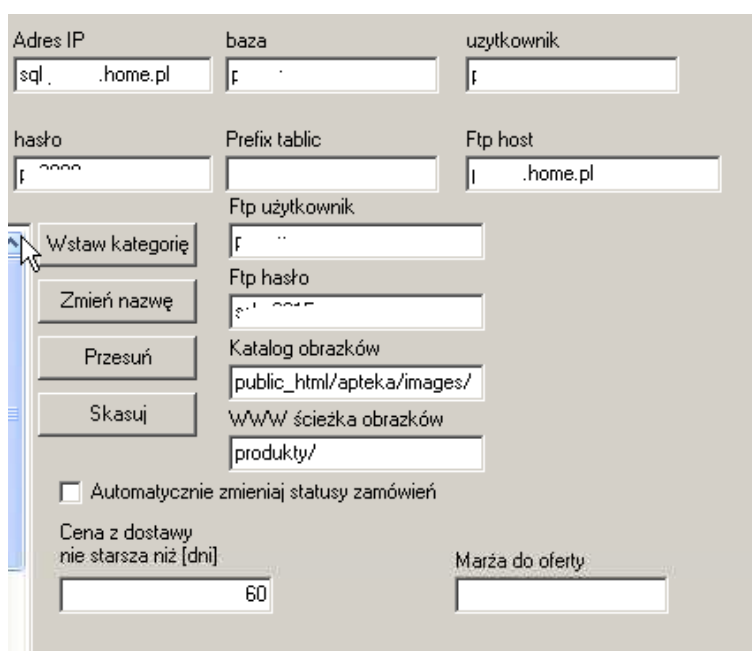 Adres IP baza uzytkownik
sql .home.pl
hasło Prefix tablic Ftp host
.home.pl
Ftp użytkownik
Wstaw kategorię
Ftp hasło
Zmień nazwę
Katalog obrazków
Przesuń
public_html/apteka/images/
Skasuj
WWW ścieżka obrazków
produkty/
Automatycznie zmieniaj statusy zamówień
Cena z dostawy
nie starsza niż [dni] Marża do oferty
60